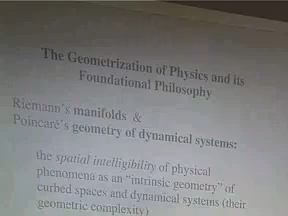 The Geometrization of Physics and its
Foundational Philosophy
Riemann's manifolds &
Poincaré's geometry of dynamical systems:
the spatial intelligibility of physical
phenomena as an "intrinsic geometry" of
curbed spaces and dynamical systems (their
geometric complexity)